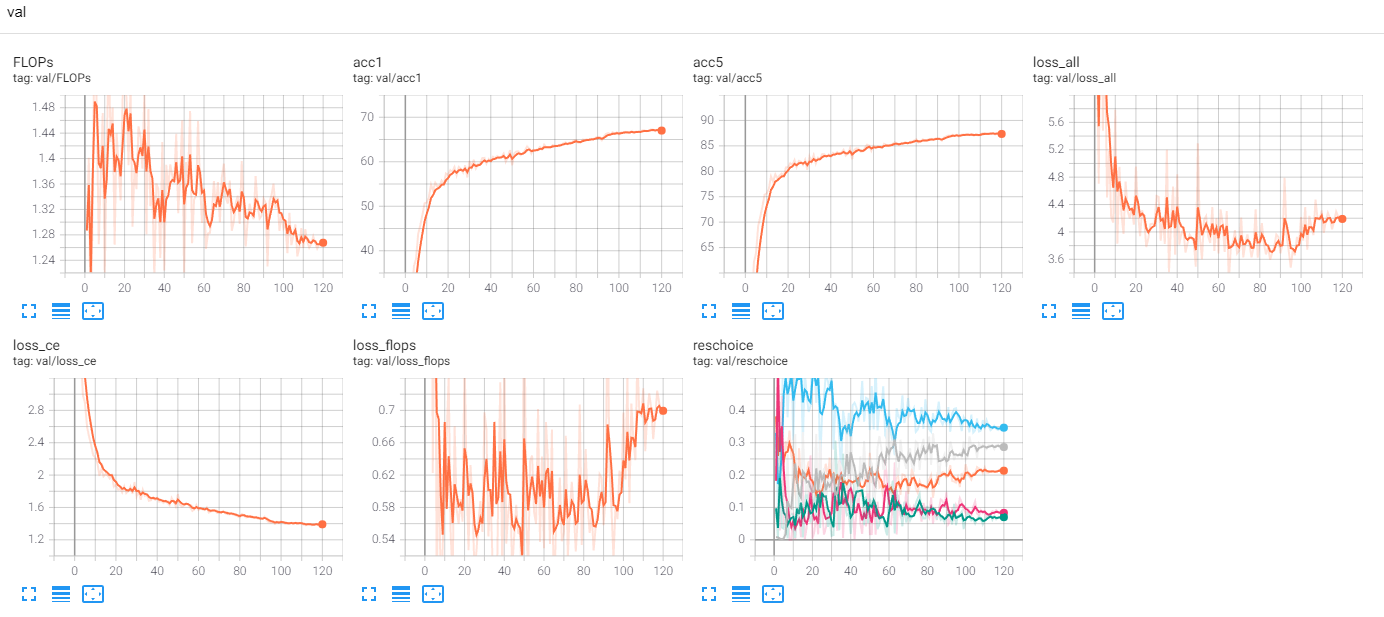 val
FLOPs
tag: val/FLOPs
1.48
1.44
1.4
1.36
1.32
1.28
1.24
0 20 40 60 80 100 120
acc1
tag: val/acc1
70
60
50
40
0 20 40 60 80 100 120
acc5
tag: val/acc5
90
85
80
75
70
65
0 20 40 60 80 100 120
loss_all
tag: val/loss_all
5.6
5.2
4.8
4.4
4
3.6
0 20 40 60 80 100 120
loss_ce
tag: val/loss_ce
2.8
2.4
2
1.6
1.2
0 20 40 60 80 100 120
loss_flops
tag: val/loss_flops
0.7
0.66
0.62
0.58
0.54
0 20 40 60 80 100 120
reschoice
tag: val/reschoice
0.4
0.3
0.2
0.1
0
0 20 40 60 80 100 120